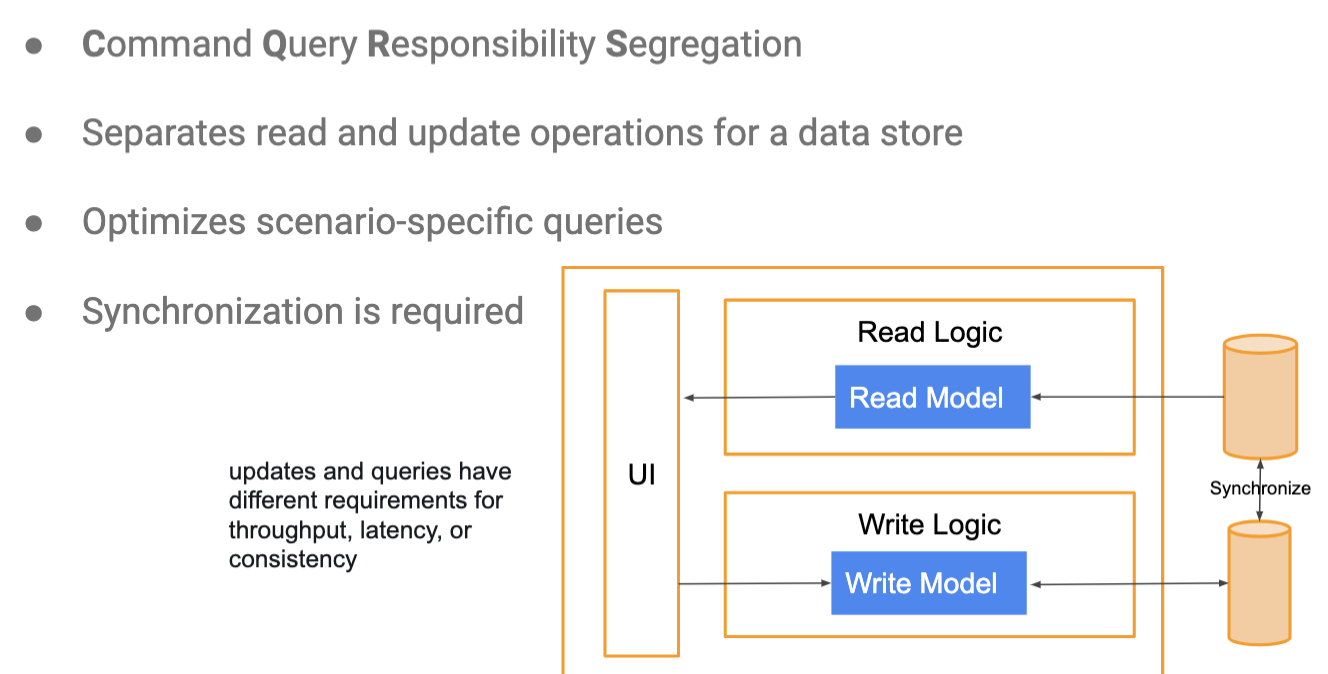 Command Query Responsibility Segregation
Separates read and update operations for a data store
Optimizes scenario-specific queries
Synchronization is required
updates and queries have
different requirements for
throughput, latency, or
consistency
UI
Read Logic
Read Model
Write Logic
Write Model
Synchronize